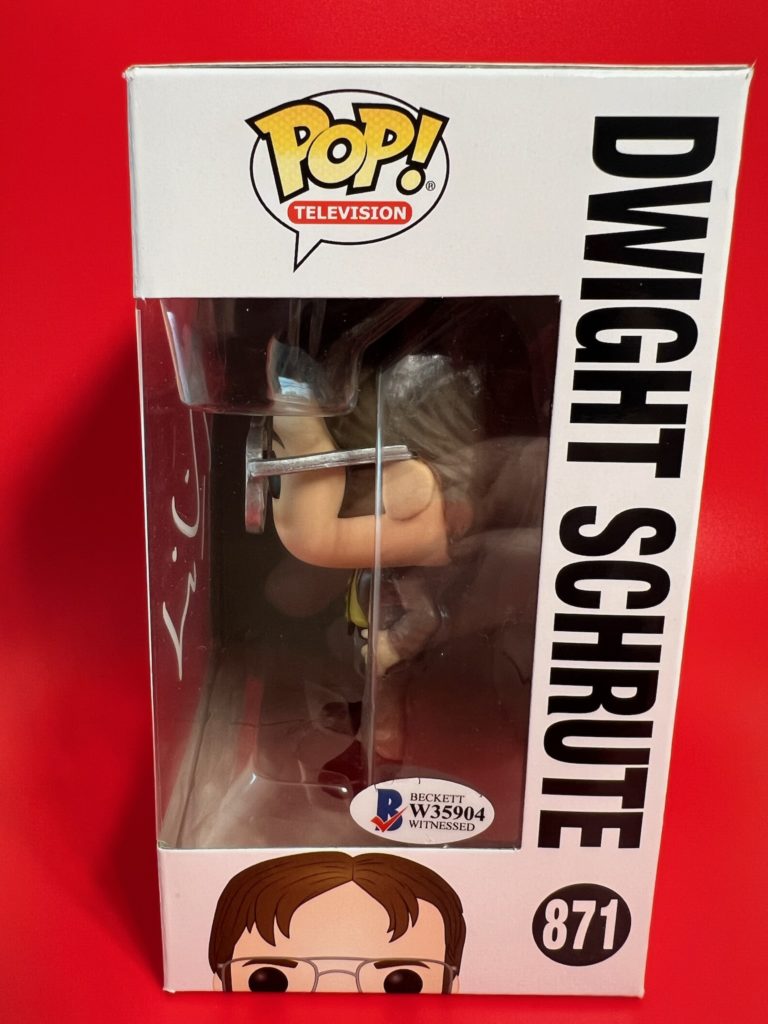 POP!®
TELEVISION
DWIGHT SCHRUTE
BECKETT
W35904
WITNESSED
871